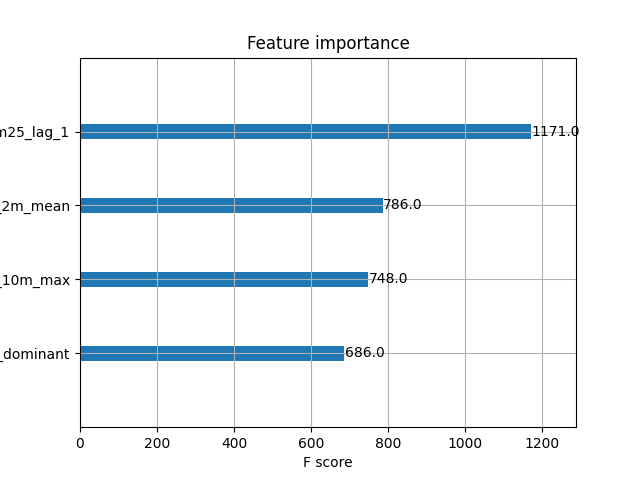 Feature importance
m25_lag_1
1171.0
_2m_mean
786.0
_10m_max
748.0
_dominant
686.0
0 200 400 600 800 1000 1200
F score